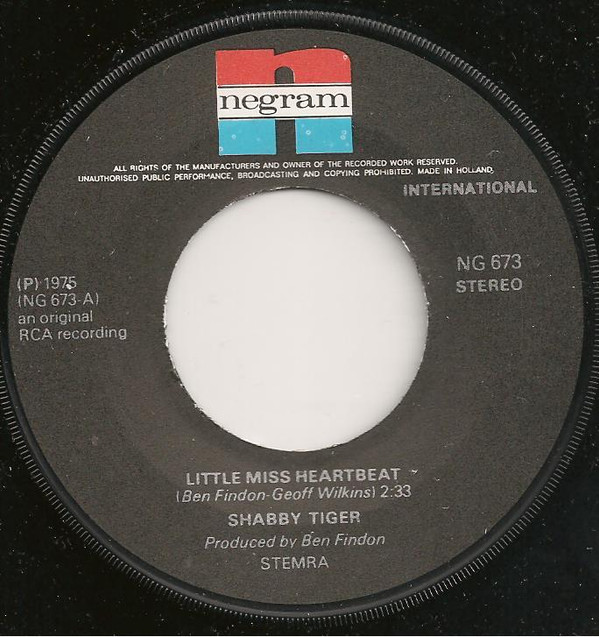 negram
ALL RIGHTS OF THE MANUFACTURERS AND OWNER OF THE RECORDED WORK RESERVED.
UNAUTHORISED PUBLIC PERFORMANCE, BROADCASTING AND COPYING PROHIBITED. MADE IN HOLLAND.
INTERNATIONAL
NG 673
STEREO
(P) 1975
(NG 673-A)
an original
RCA recording
LITTLE MISS HEARTBEAT
(Ben Findon-Geoff Wilkins) 2:33
SHABBY TIGER
Produced by Ben Findon
STEMRA